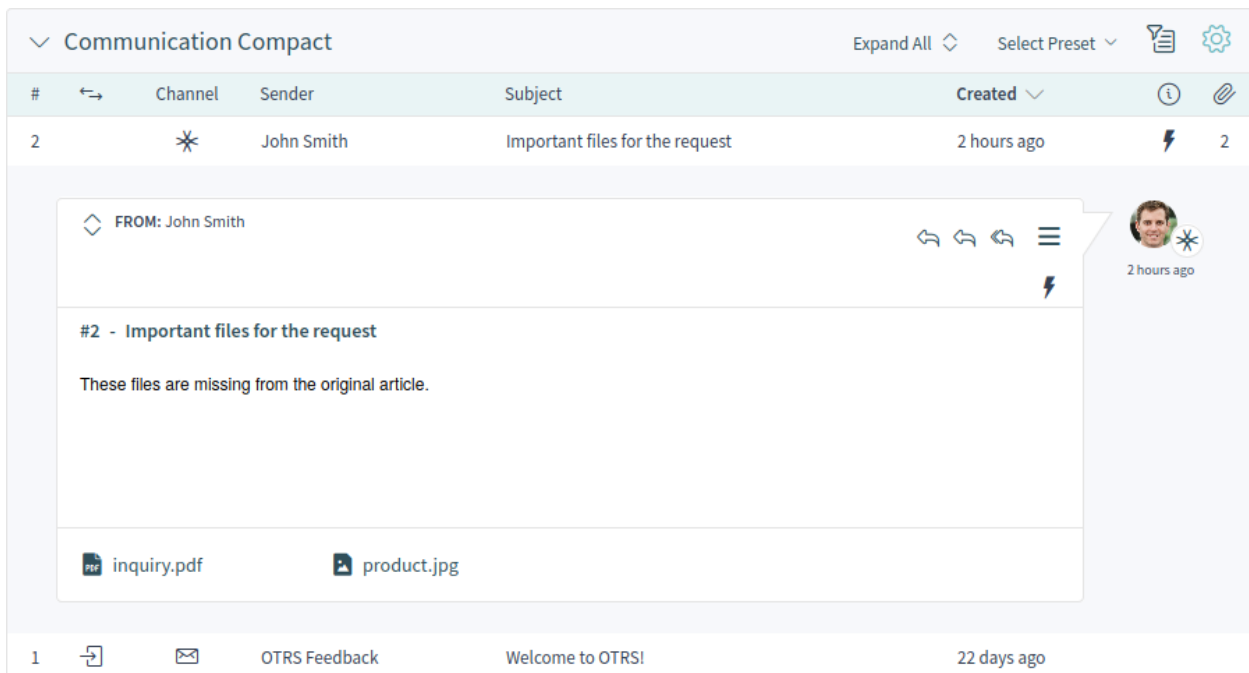 Communication Compact Expand All Select Preset
# Channel Sender Subject Created
2 John Smith Important files for the request 2 hours ago 2
FROM: John Smith
2 hours ago
#2 - Important files for the request
These files are missing from the original article.
PDF inquiry.pdf product.jpg
1 OTRS Feedback Welcome to OTRS! 22 days ago